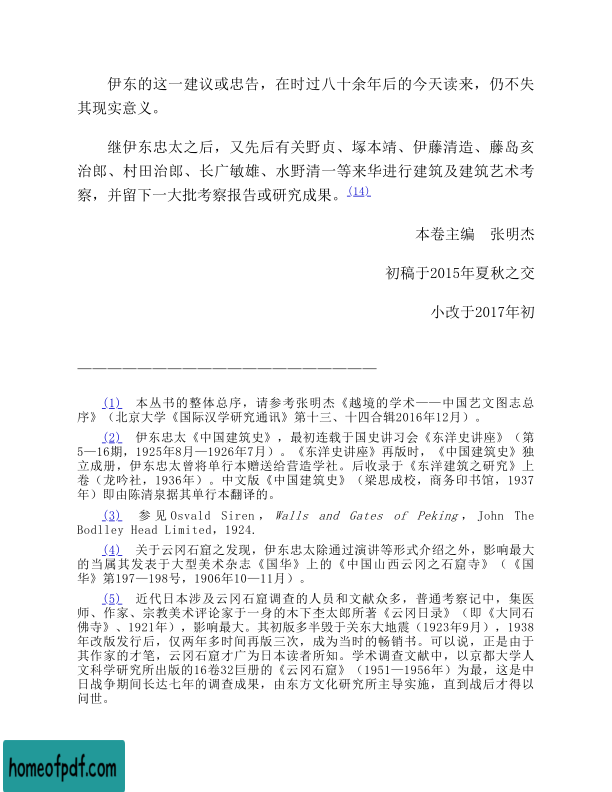 伊东的这一建议或忠告，在时过八十余年后的今天读来，仍不失
其现实意义。
继伊东忠太之后，又先后有关野贞、塚本靖、伊藤清造、藤岛亥
治郎、村田治郎、长广敏雄、水野清一等来华进行建筑及建筑艺术考
察，并留下一大批考察报告或研究成果。(14)
本卷主编　张明杰
初稿于2015年夏秋之交
小改于2017年初
————————————————————
(1)　本丛书的整体总序，请参考张明杰《越境的学术——中国艺文图志总
序》（北京大学《国际汉学研究通讯》第十三、十四合辑2016年12月）。
(2)　伊东忠太《中国建筑史》，最初连载于国史讲习会《东洋史讲座》（第
5—16期，1925年8月—1926年7月）。《东洋史讲座》再版时，《中国建筑史》独
立成册，伊东忠太曾将单行本赠送给营造学社。后收录于《东洋建筑之研究》上
卷（龙吟社，1936年）。中文版《中国建筑史》（梁思成校，商务印书馆，1937
年）即由陈清泉据其单行本翻译的。
(3)　参见Osvald Siren，Walls and Gates of Peking，John The
Bodlley Head Limited，1924.
(4)　关于云冈石窟之发现，伊东忠太除通过演讲等形式介绍之外，影响最大
的当属其发表于大型美术杂志《国华》上的《中国山西云冈之石窟寺》（《国
华》第197—198号，1906年10—11月）。
(5)　近代日本涉及云冈石窟调查的人员和文献众多，普通考察记中，集医
师、作家、宗教美术评论家于一身的木下杢太郎所著《云冈日录》（即《大同石
佛寺》、1921年），影响最大。其初版多半毁于关东大地震（1923年9月），1938
年改版发行后，仅两年多时间再版三次，成为当时的畅销书。可以说，正是由于
其作家的才笔，云冈石窟才广为日本读者所知。学术调查文献中，以京都大学人
文科学研究所出版的16卷32巨册的《云冈石窟》（1951—1956年）为最，这是中
日战争期间长达七年的调查成果，由东方文化研究所主导实施，直到战后才得以
问世。
homeofpdf.com